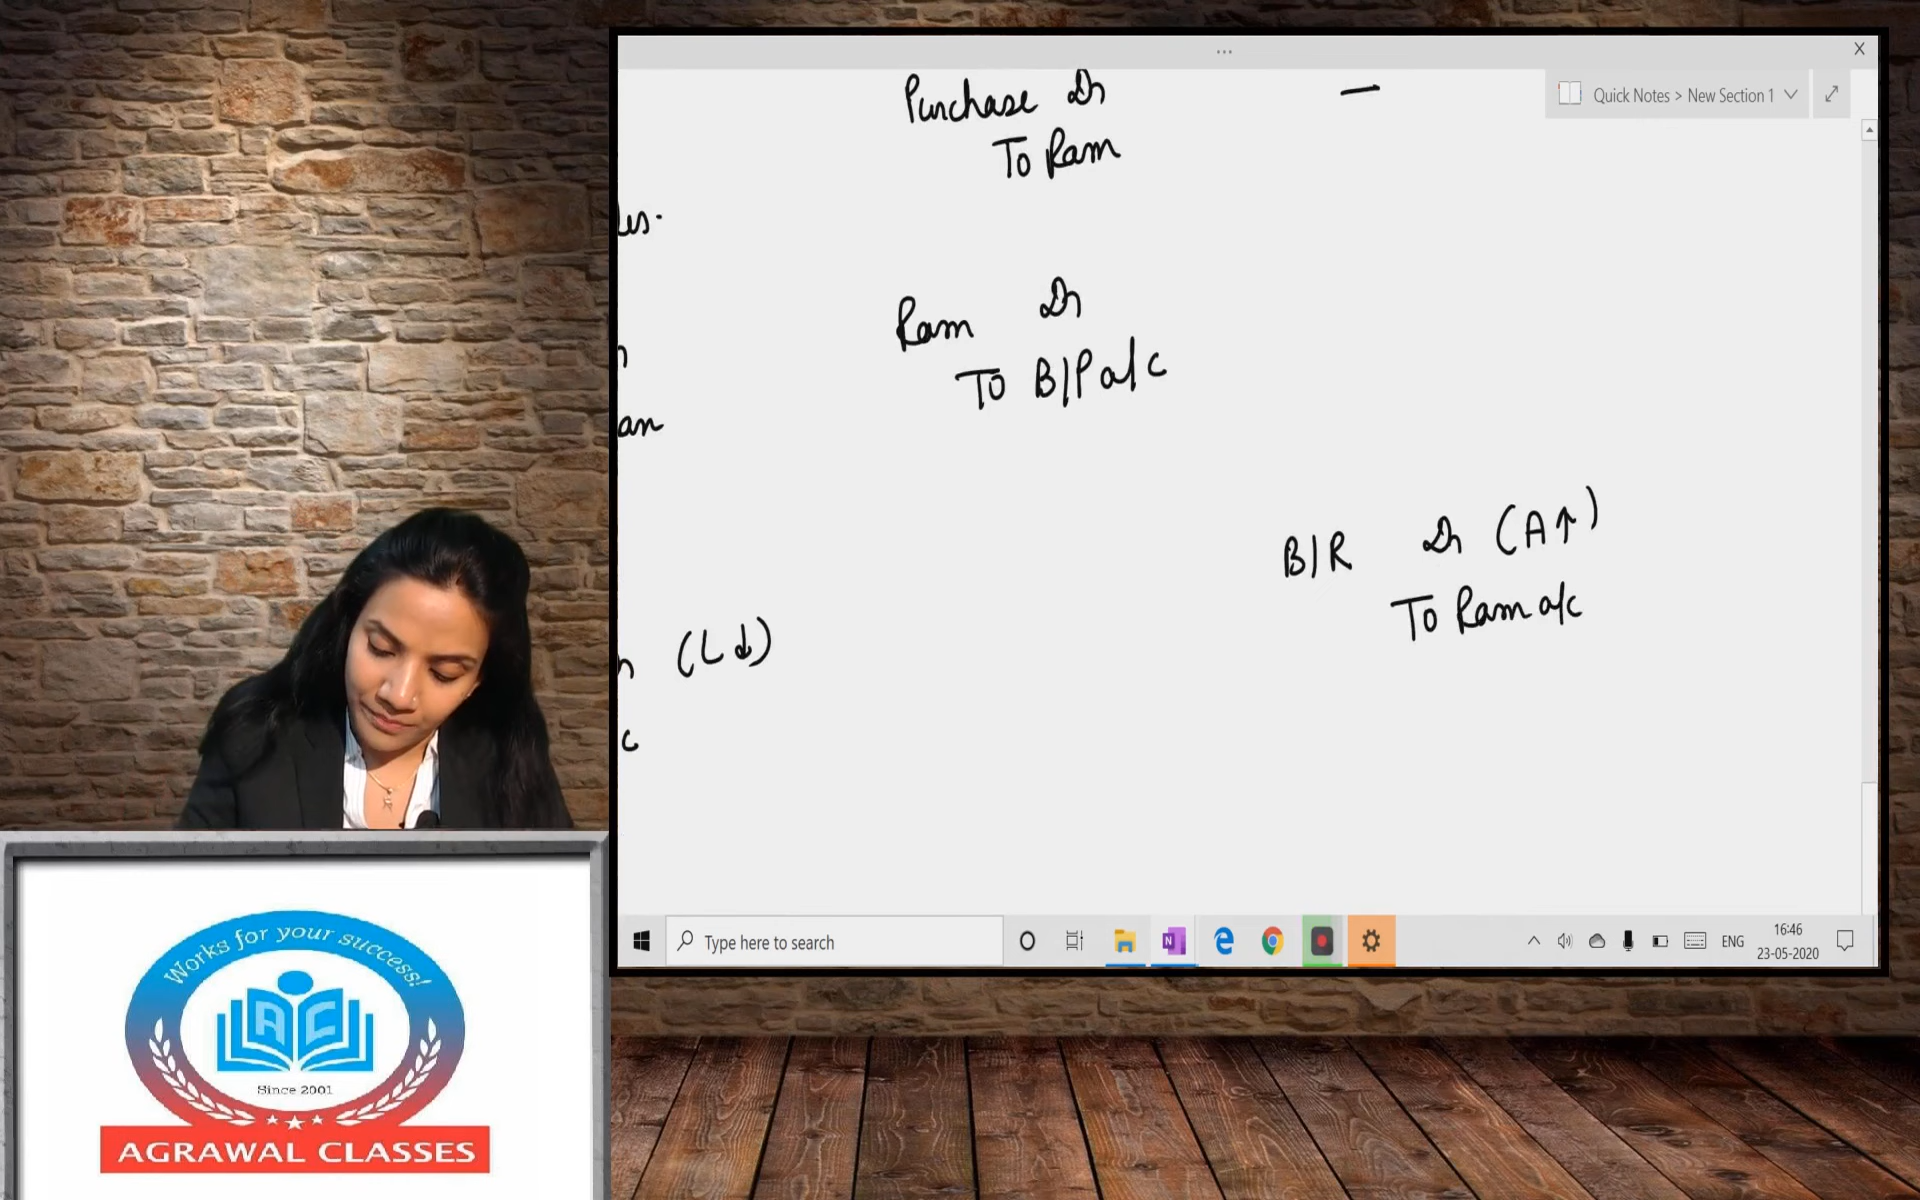 ...
Quick Notes > New Section 1
Purchase Dr
To Ram
Ram Dr
To B/P a/c
an
B/R Dr (A↑)
To Ram a/c
(L↓)
c
Type here to search
ENG
16:46
23-05-2020
Works for your success!
AC
Since 2001
AGRAWAL CLASSES